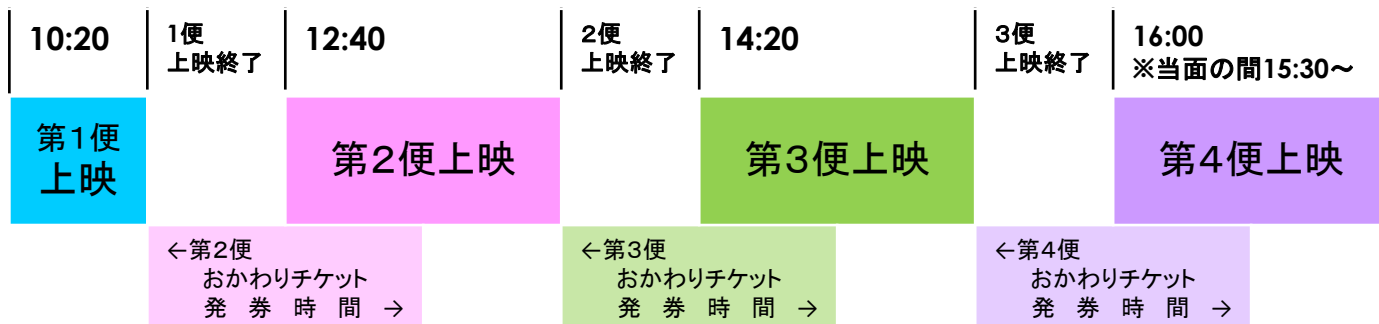 10:20
1便
上映終了
12:40
2便
上映終了
14:20
3便
上映終了
16:00
※当面の間15:30～
第1便
上映
第2便上映
第3便上映
第4便上映
←第2便
おかわりチケット
発 券 時 間 →
←第3便
おかわりチケット
発 券 時 間 →
←第4便
おかわりチケット
発 券 時 間 →